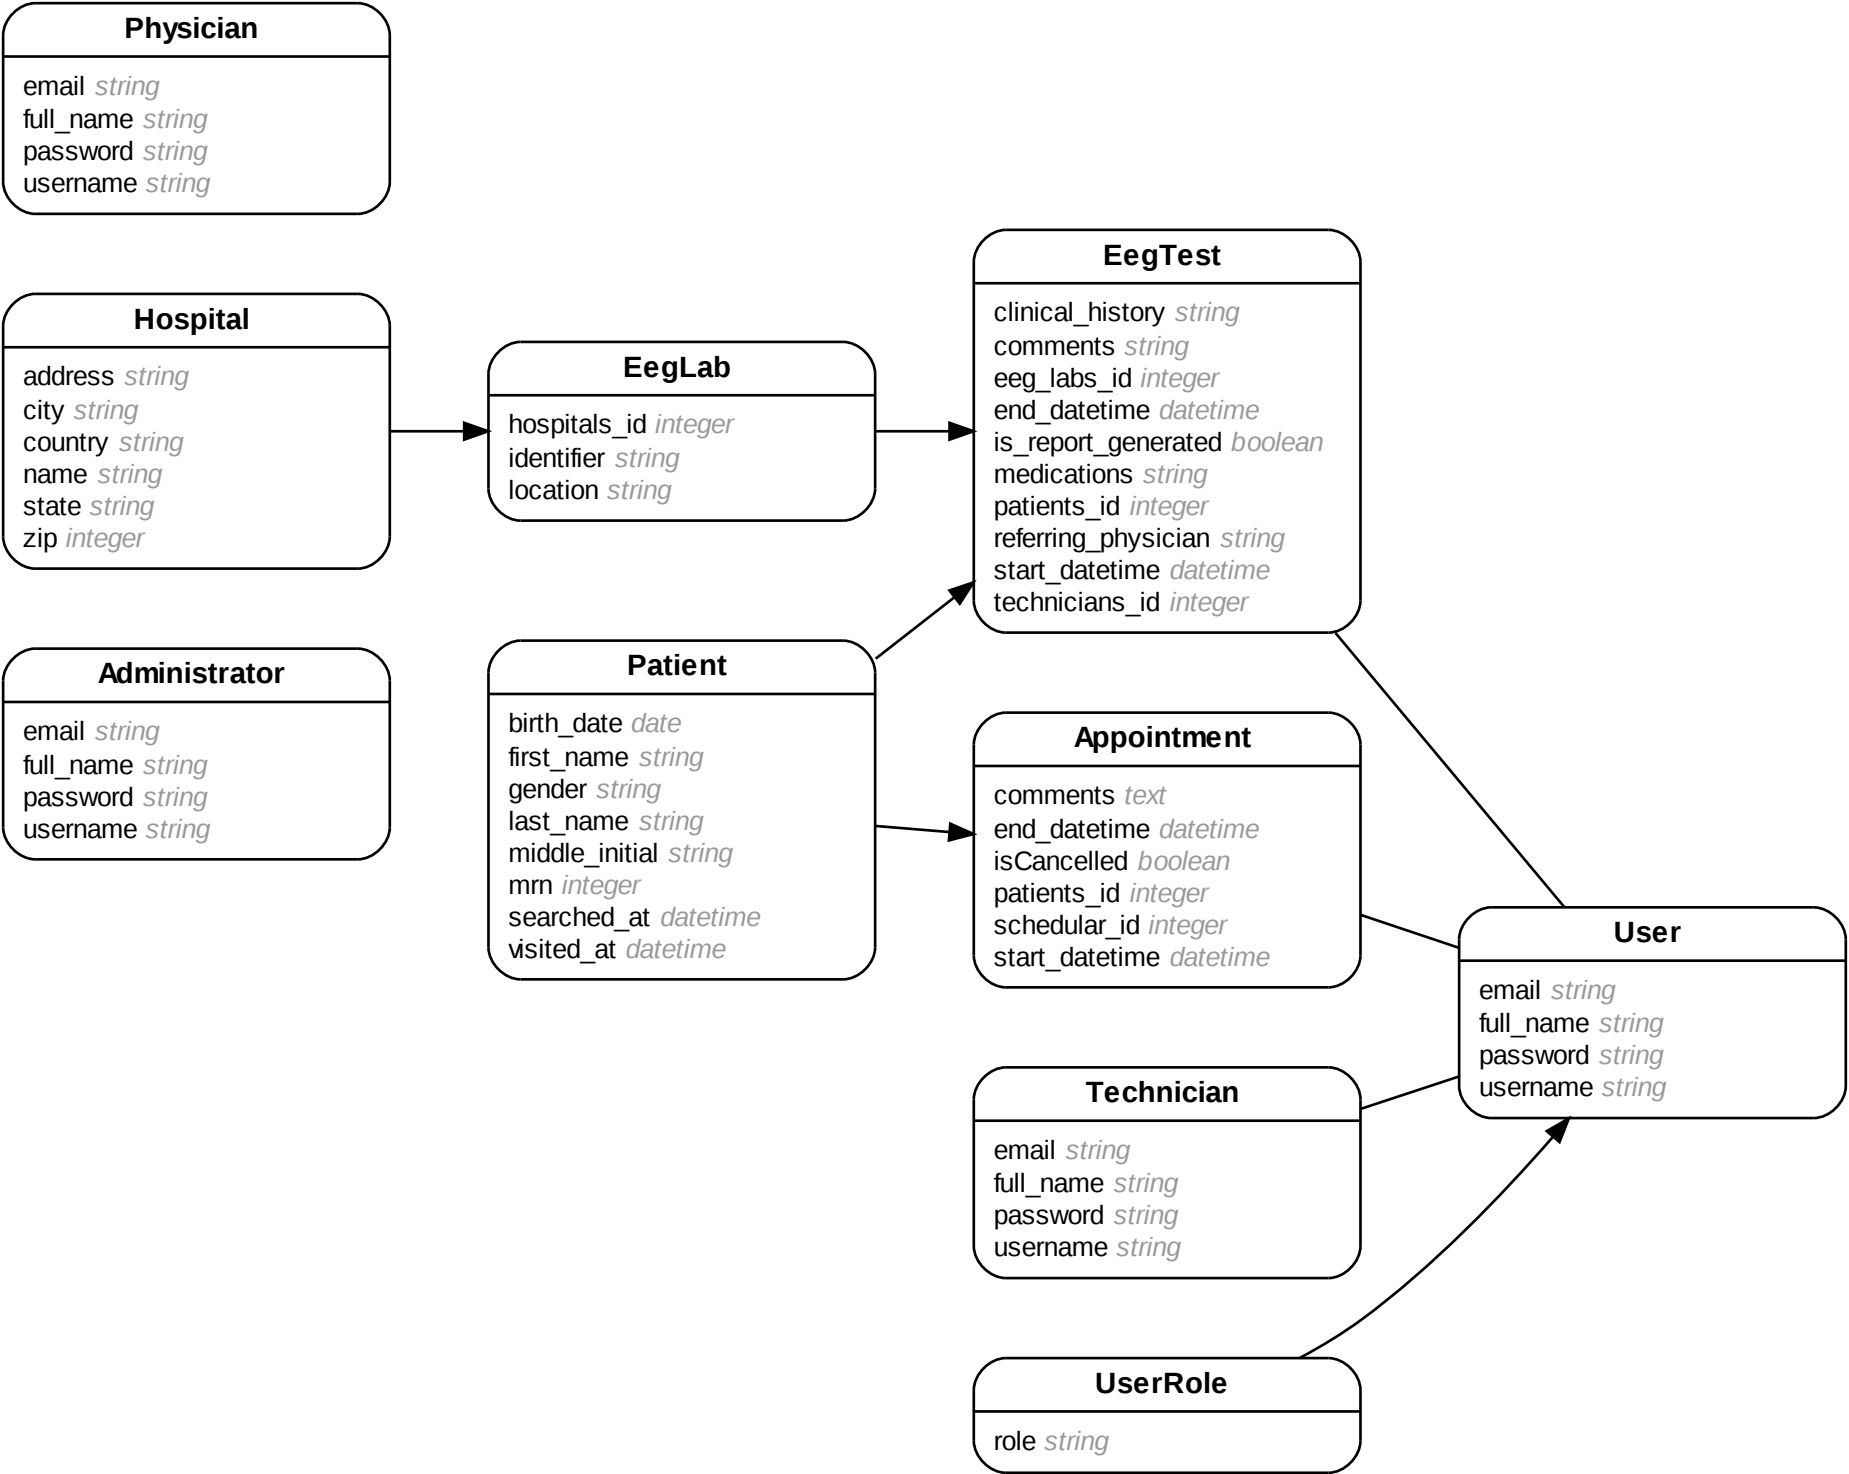 Physician
email string
full_name string
password string
username string
Hospital
address string
city string
country string
name string
state string
zip integer
Administrator
email string
full_name string
password string
username string
EegLab
hospitals_id integer
identifier string
location string
Patient
birth_date date
first_name string
gender string
last_name string
middle_initial string
mrn integer
searched_at datetime
visited_at datetime
EegTest
clinical_history string
comments string
eeg_labs_id integer
end_datetime datetime
is_report_generated boolean
medications string
patients_id integer
referring_physician string
start_datetime datetime
technicians_id integer
Appointment
comments text
end_datetime datetime
isCancelled boolean
patients_id integer
schedular_id integer
start_datetime datetime
Technician
email string
full_name string
password string
username string
UserRole
role string
User
email string
full_name string
password string
username string